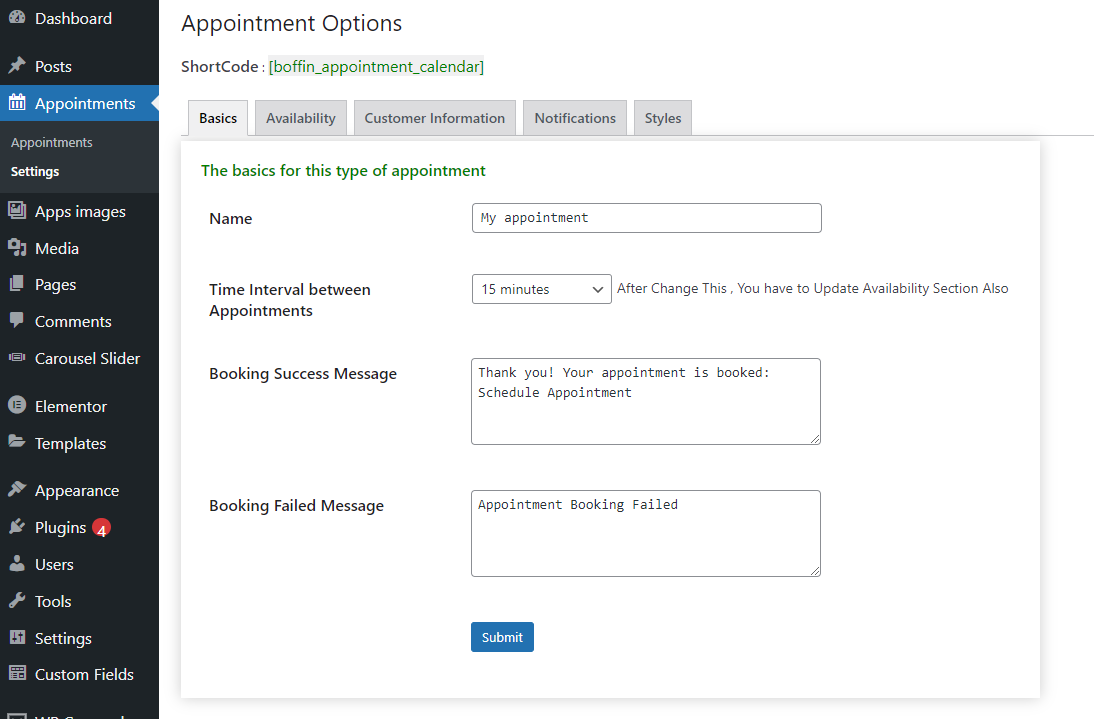 Dashboard
Posts
Appointments
Appointments
Settings
Apps images
Media
Pages
Comments
Carousel Slider
Elementor
Templates
Appearance
Plugins 4
Users
Tools
Settings
Custom Fields
Appointment Options
ShortCode : [boffin_appointment_calendar]
Basics Availability Customer Information Notifications Styles
The basics for this type of appointment
Name My appointment
Time Interval between
Appointments
15 minutes After Change This , You have to Update Availability Section Also
Booking Success Message
Thank you! Your appointment is booked:
Schedule Appointment
Booking Failed Message
Appointment Booking Failed
Submit